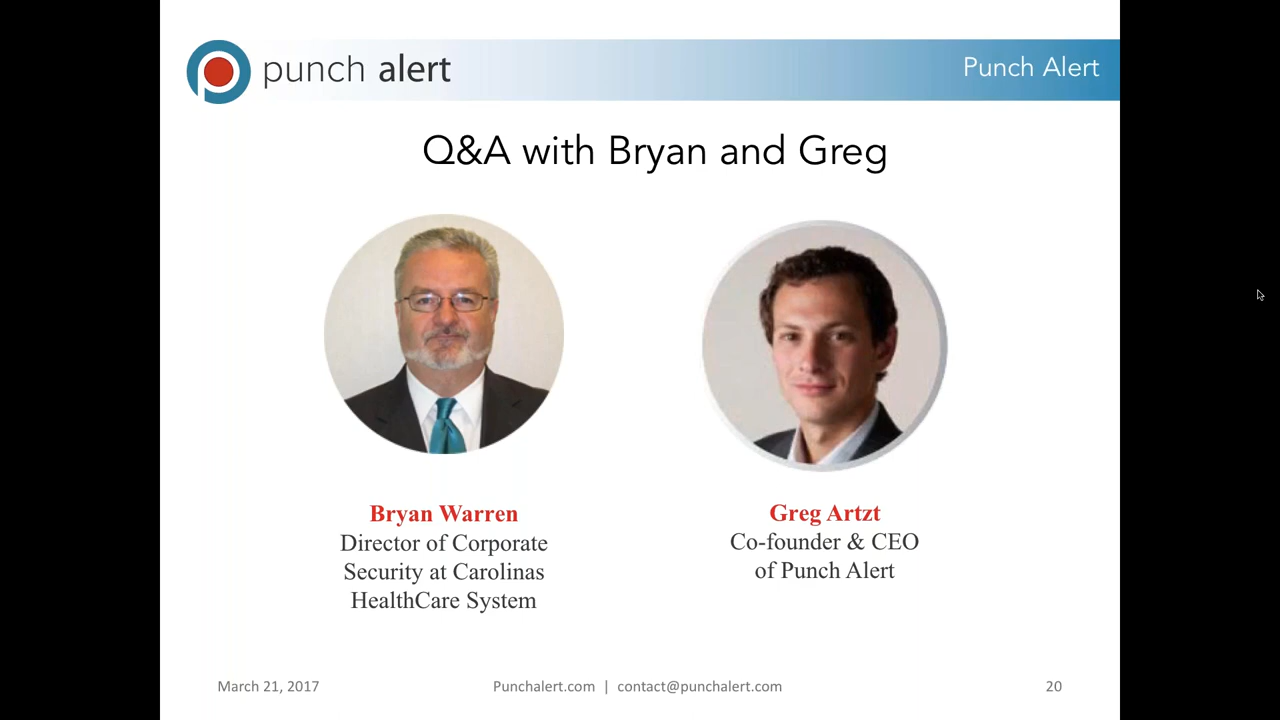 punch alert
Punch Alert
Q&A with Bryan and Greg
Bryan Warren
Director of Corporate
Security at Carolinas
HealthCare System
Greg Artzt
Co-founder & CEO
of Punch Alert
March 21, 2017
Punchalert.com | contact@punchalert.com
20